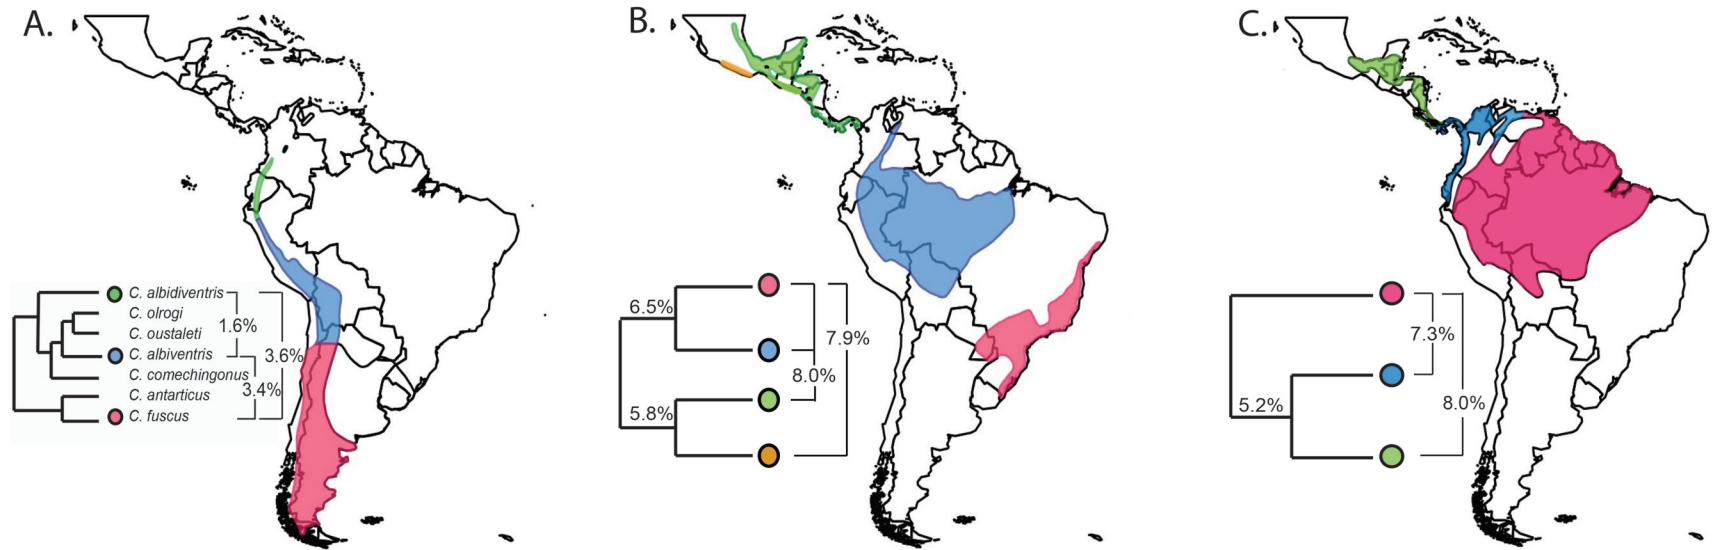 A.
B.
C.
C. albidiventris
C. olrogi
1.6%
C. oustaleti
C. albiventris
3.6%
C. comechingonus
3.4%
C. antarticus
C. fuscus
6.5%
7.9%
8.0%
5.8%
7.3%
5.2%
8.0%